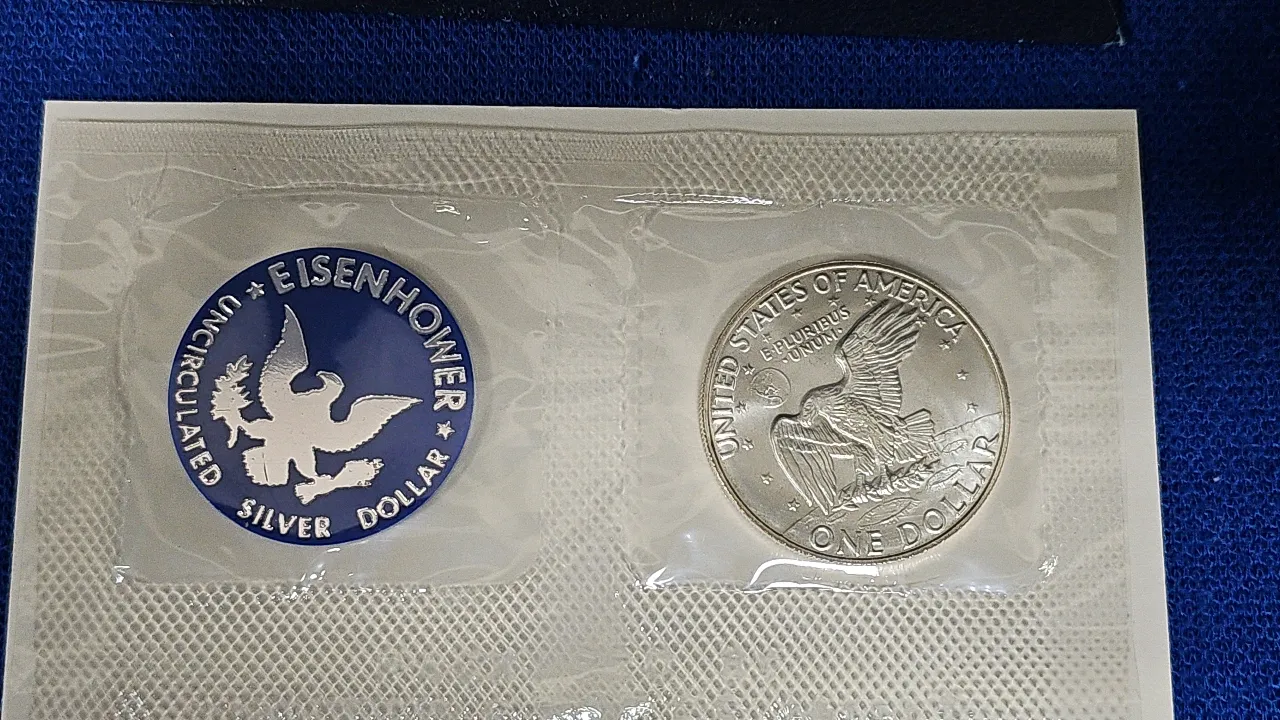 ★ EISENHOWER ★
UNCIRCULATED SILVER DOLLAR
UNITED STATES OF AMERICA
E PLURIBUS
UNUM
ONE DOLLAR